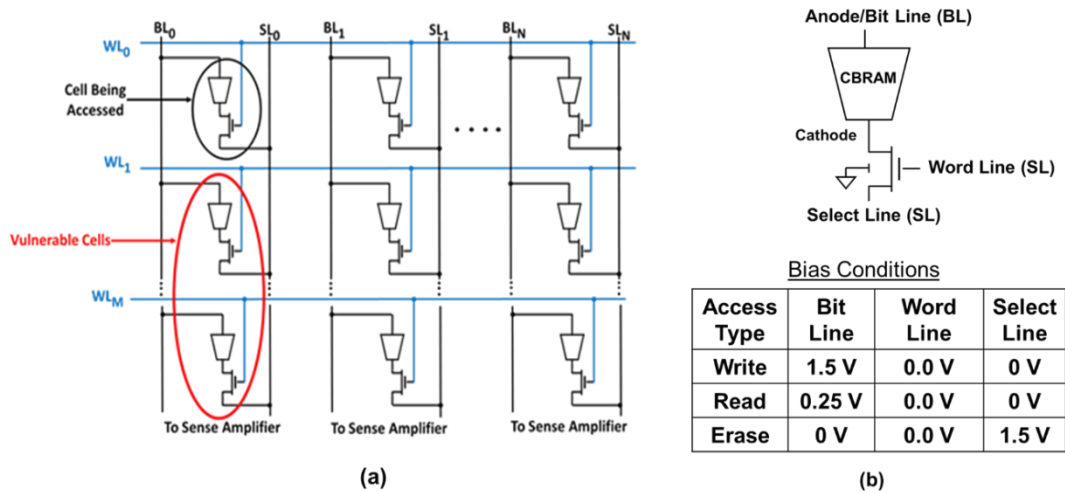 BL0 SL0 BL1 SL1 BLN SLN
WL0
Cell Being
Accessed
WL1
Vulnerable Cells
WLM
To Sense Amplifier To Sense Amplifier To Sense Amplifier
(a)
Anode/Bit Line (BL)
CBRAM
Cathode
Word Line (SL)
Select Line (SL)
Bias Conditions
Access Type Bit Line Word Line Select Line
Write 1.5 V 0.0 V 0 V
Read 0.25 V 0.0 V 0 V
Erase 0 V 0.0 V 1.5 V
(b)